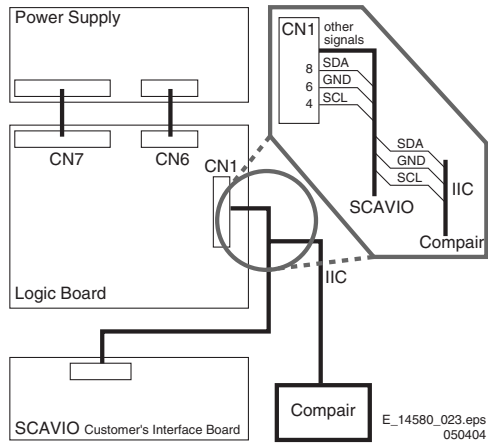 Power Supply
CN7
CN6
CN1
Logic Board
IIC
SCAVIO Customer's Interface Board
Compair
CN1
other
signals
8
SDA
6
GND
4
SCL
SDA
GND
SCL
IIC
SCAVIO
Compair
E_14580_023.eps
050404